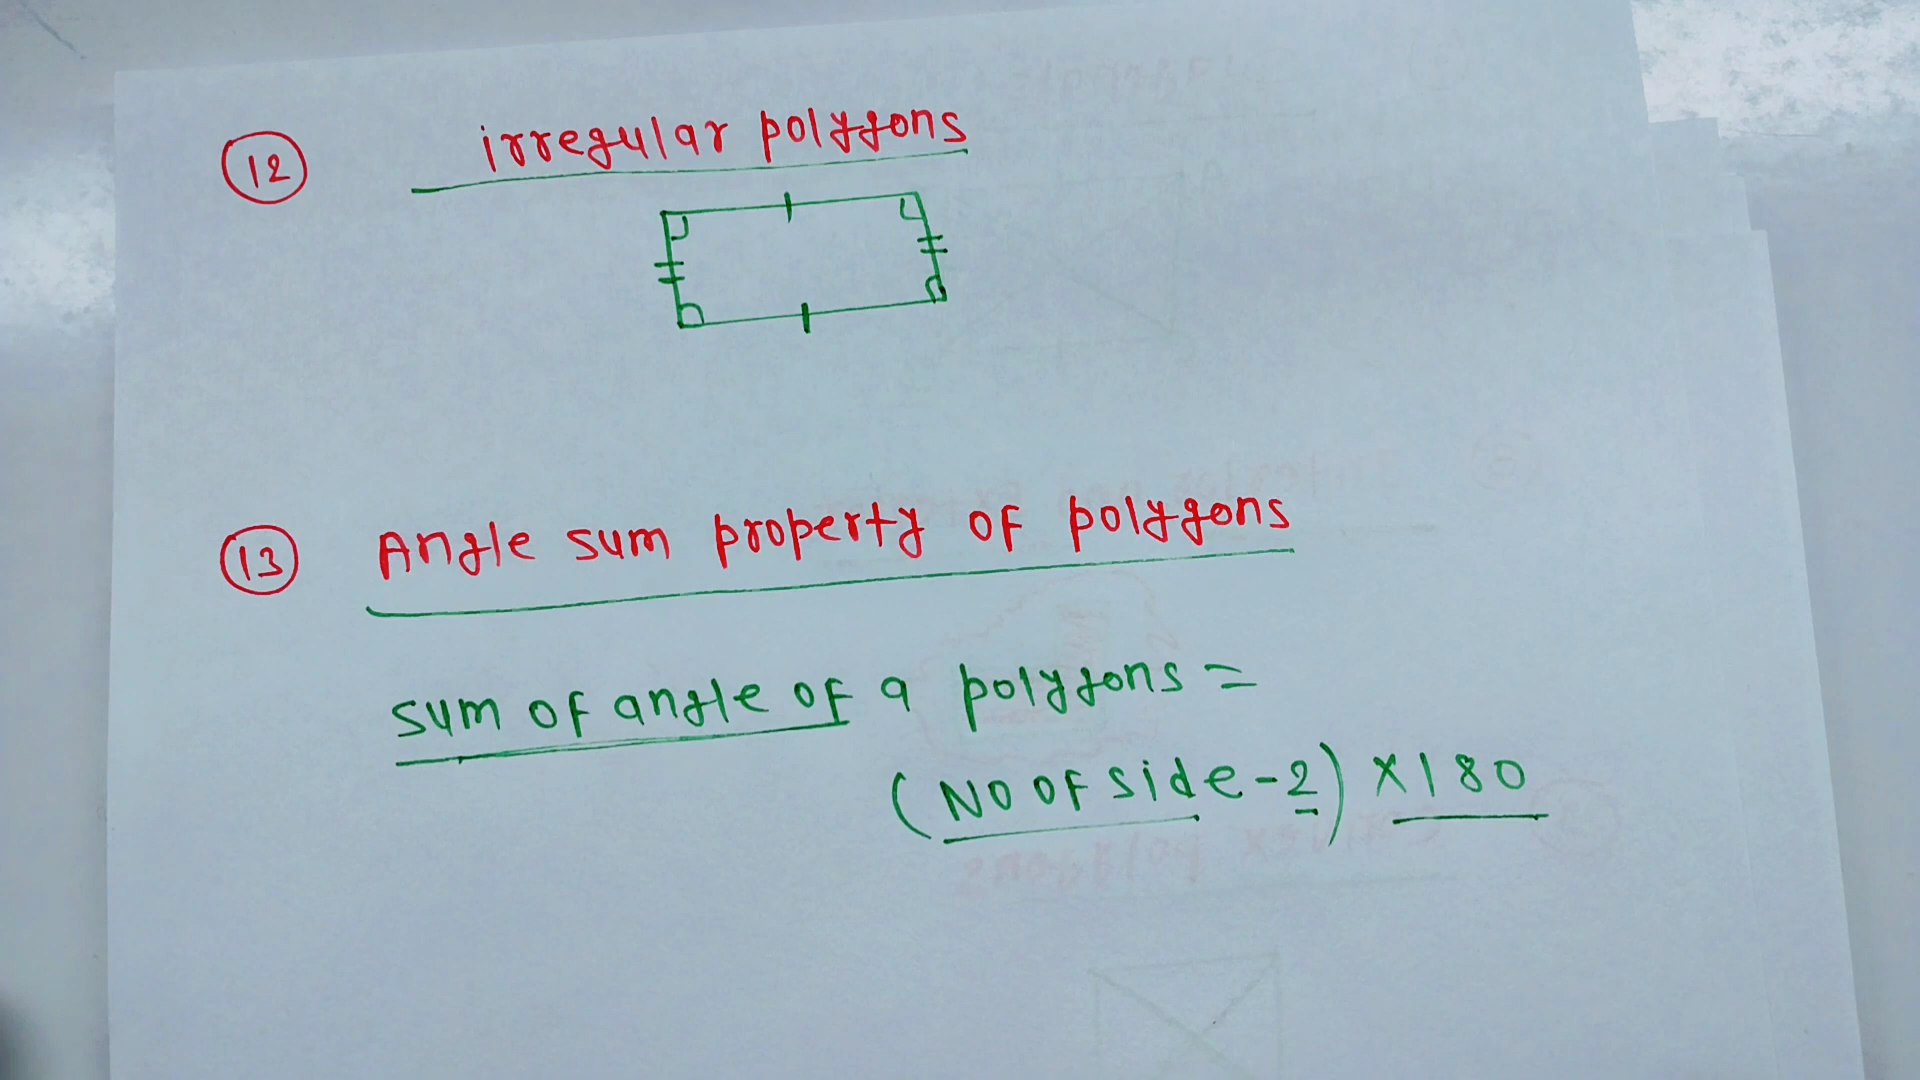 12 irregular polygons
13 Angle sum property of polygons
sum of angle of a polygons =
(No of side-2) × 180